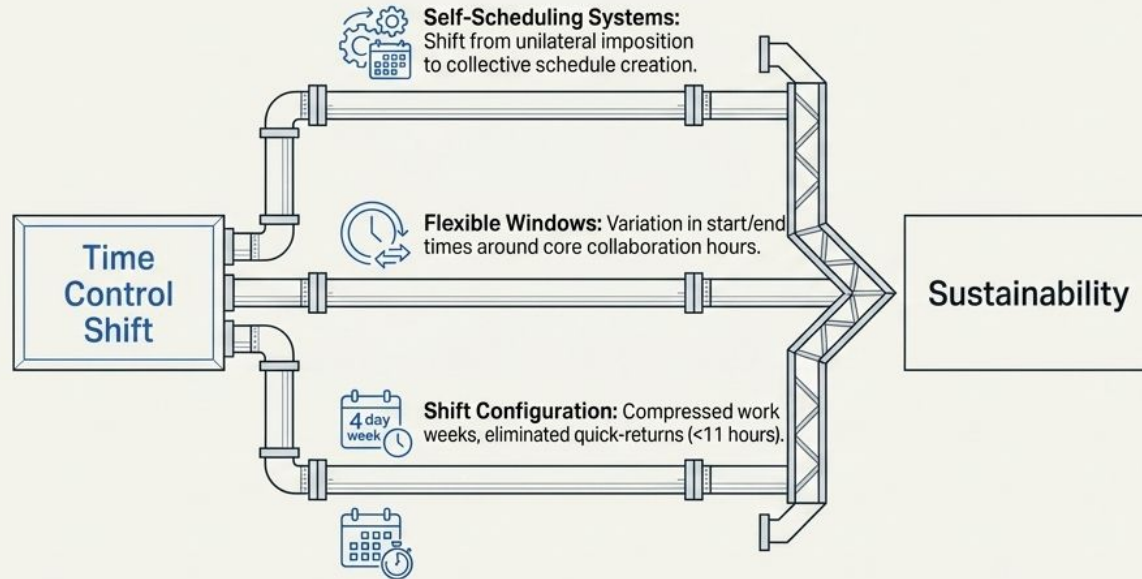 Self-Scheduling Systems:
Shift from unilateral imposition
to collective schedule creation.
Time
Control
Shift
Flexible Windows: Variation in start/end
times around core collaboration hours.
Sustainability
4 day
week
Shift Configuration: Compressed work
weeks, eliminated quick-returns (<11 hours).